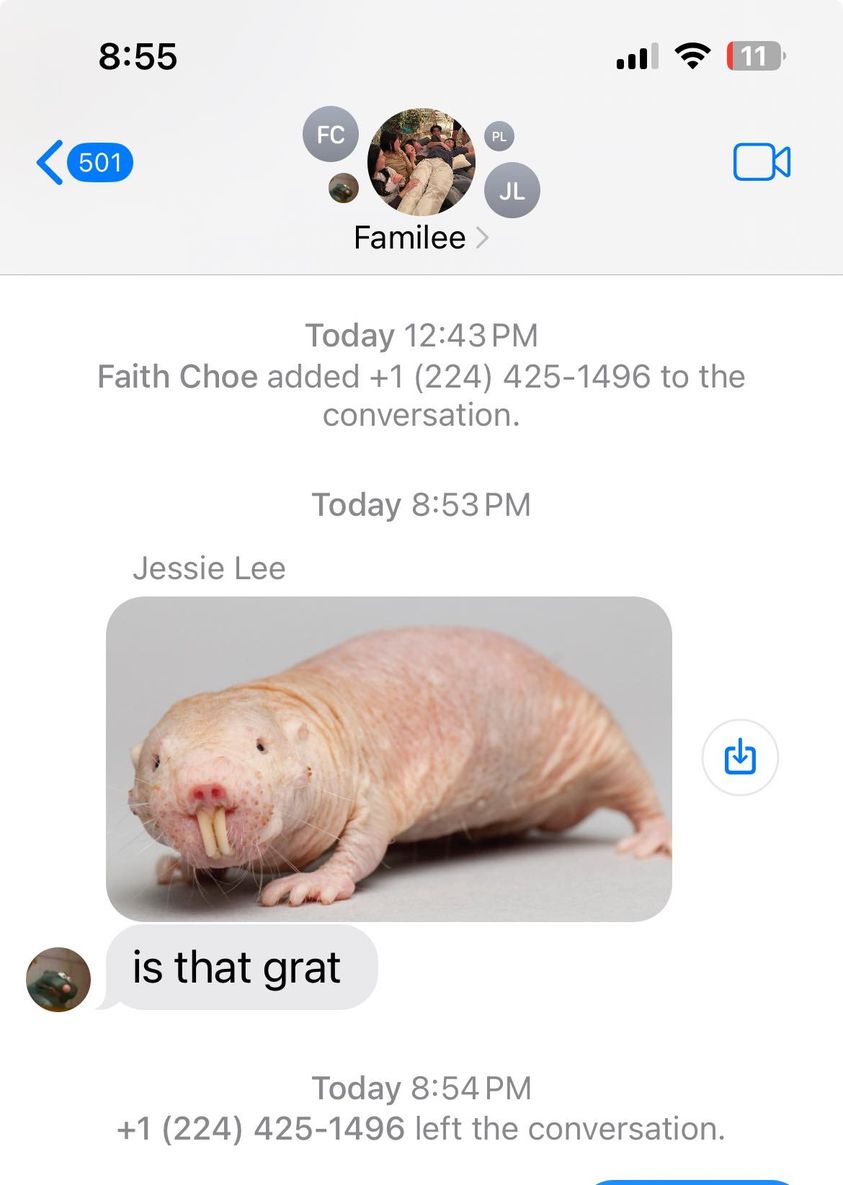 8:55
11
501
FC
PL
JL
Familee
Today 12:43 PM
Faith Choe added +1 (224) 425-1496 to the
conversation.
Today 8:53 PM
Jessie Lee
is that grat
Today 8:54 PM
+1 (224) 425-1496 left the conversation.